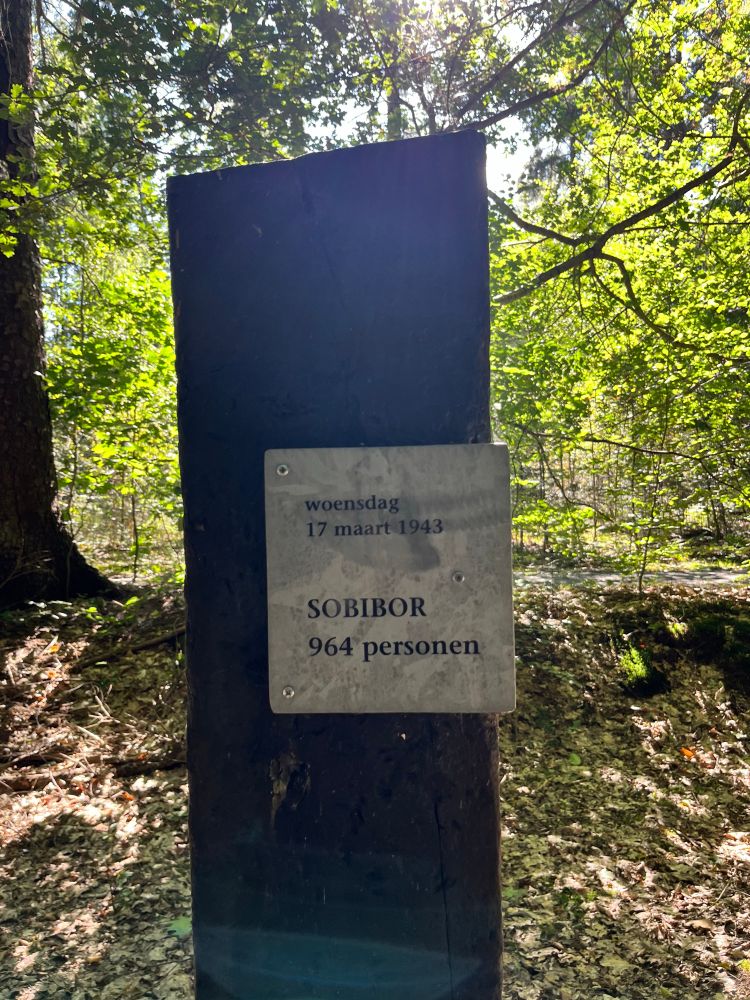 woensdag
17 maart 1943
SOBIBOR
964 personen